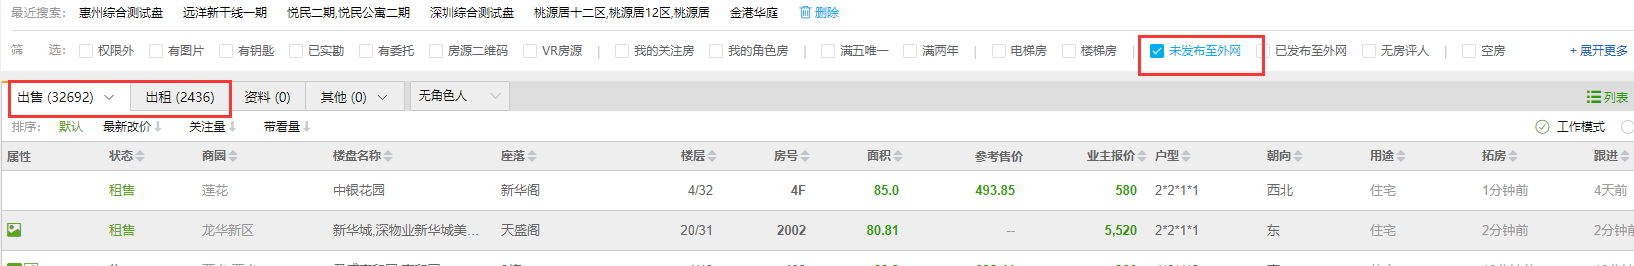 最近搜索： 惠州综合测试盘 远洋新干线一期 悦民二期,悦民公寓二期 深圳综合测试盘 桃源居十二区,桃源居12区,桃源居 金港华庭 删除
筛 选： 权限外 有图片 有钥匙 已实勘 有委托 房源二维码 VR房源 我的关注房 我的角色房 满五唯一 满两年 电梯房 楼梯房 未发布至外网 已发布至外网 无房评人 空房 + 展开更多
出售 (32692) 出租 (2436) 资料 (0) 其他 (0) 无角色人 列表
排序： 默认 最新改价 关注量 带看量 工作模式
属性 状态 商圈 楼盘名称 座落 楼层 房号 面积 参考售价 业主报价 户型 朝向 用途 拓房 跟进
租售 莲花 中银花园 新华阁 4/32 4F 85.0 493.85 580 2*2*1*1 西北 住宅 1分钟前 4天前
租售 龙华新区 新华城,深物业新华城美... 天盛阁 20/31 2002 80.81 -- 5,520 2*2*1*1 东 住宅 2分钟前 2分钟前